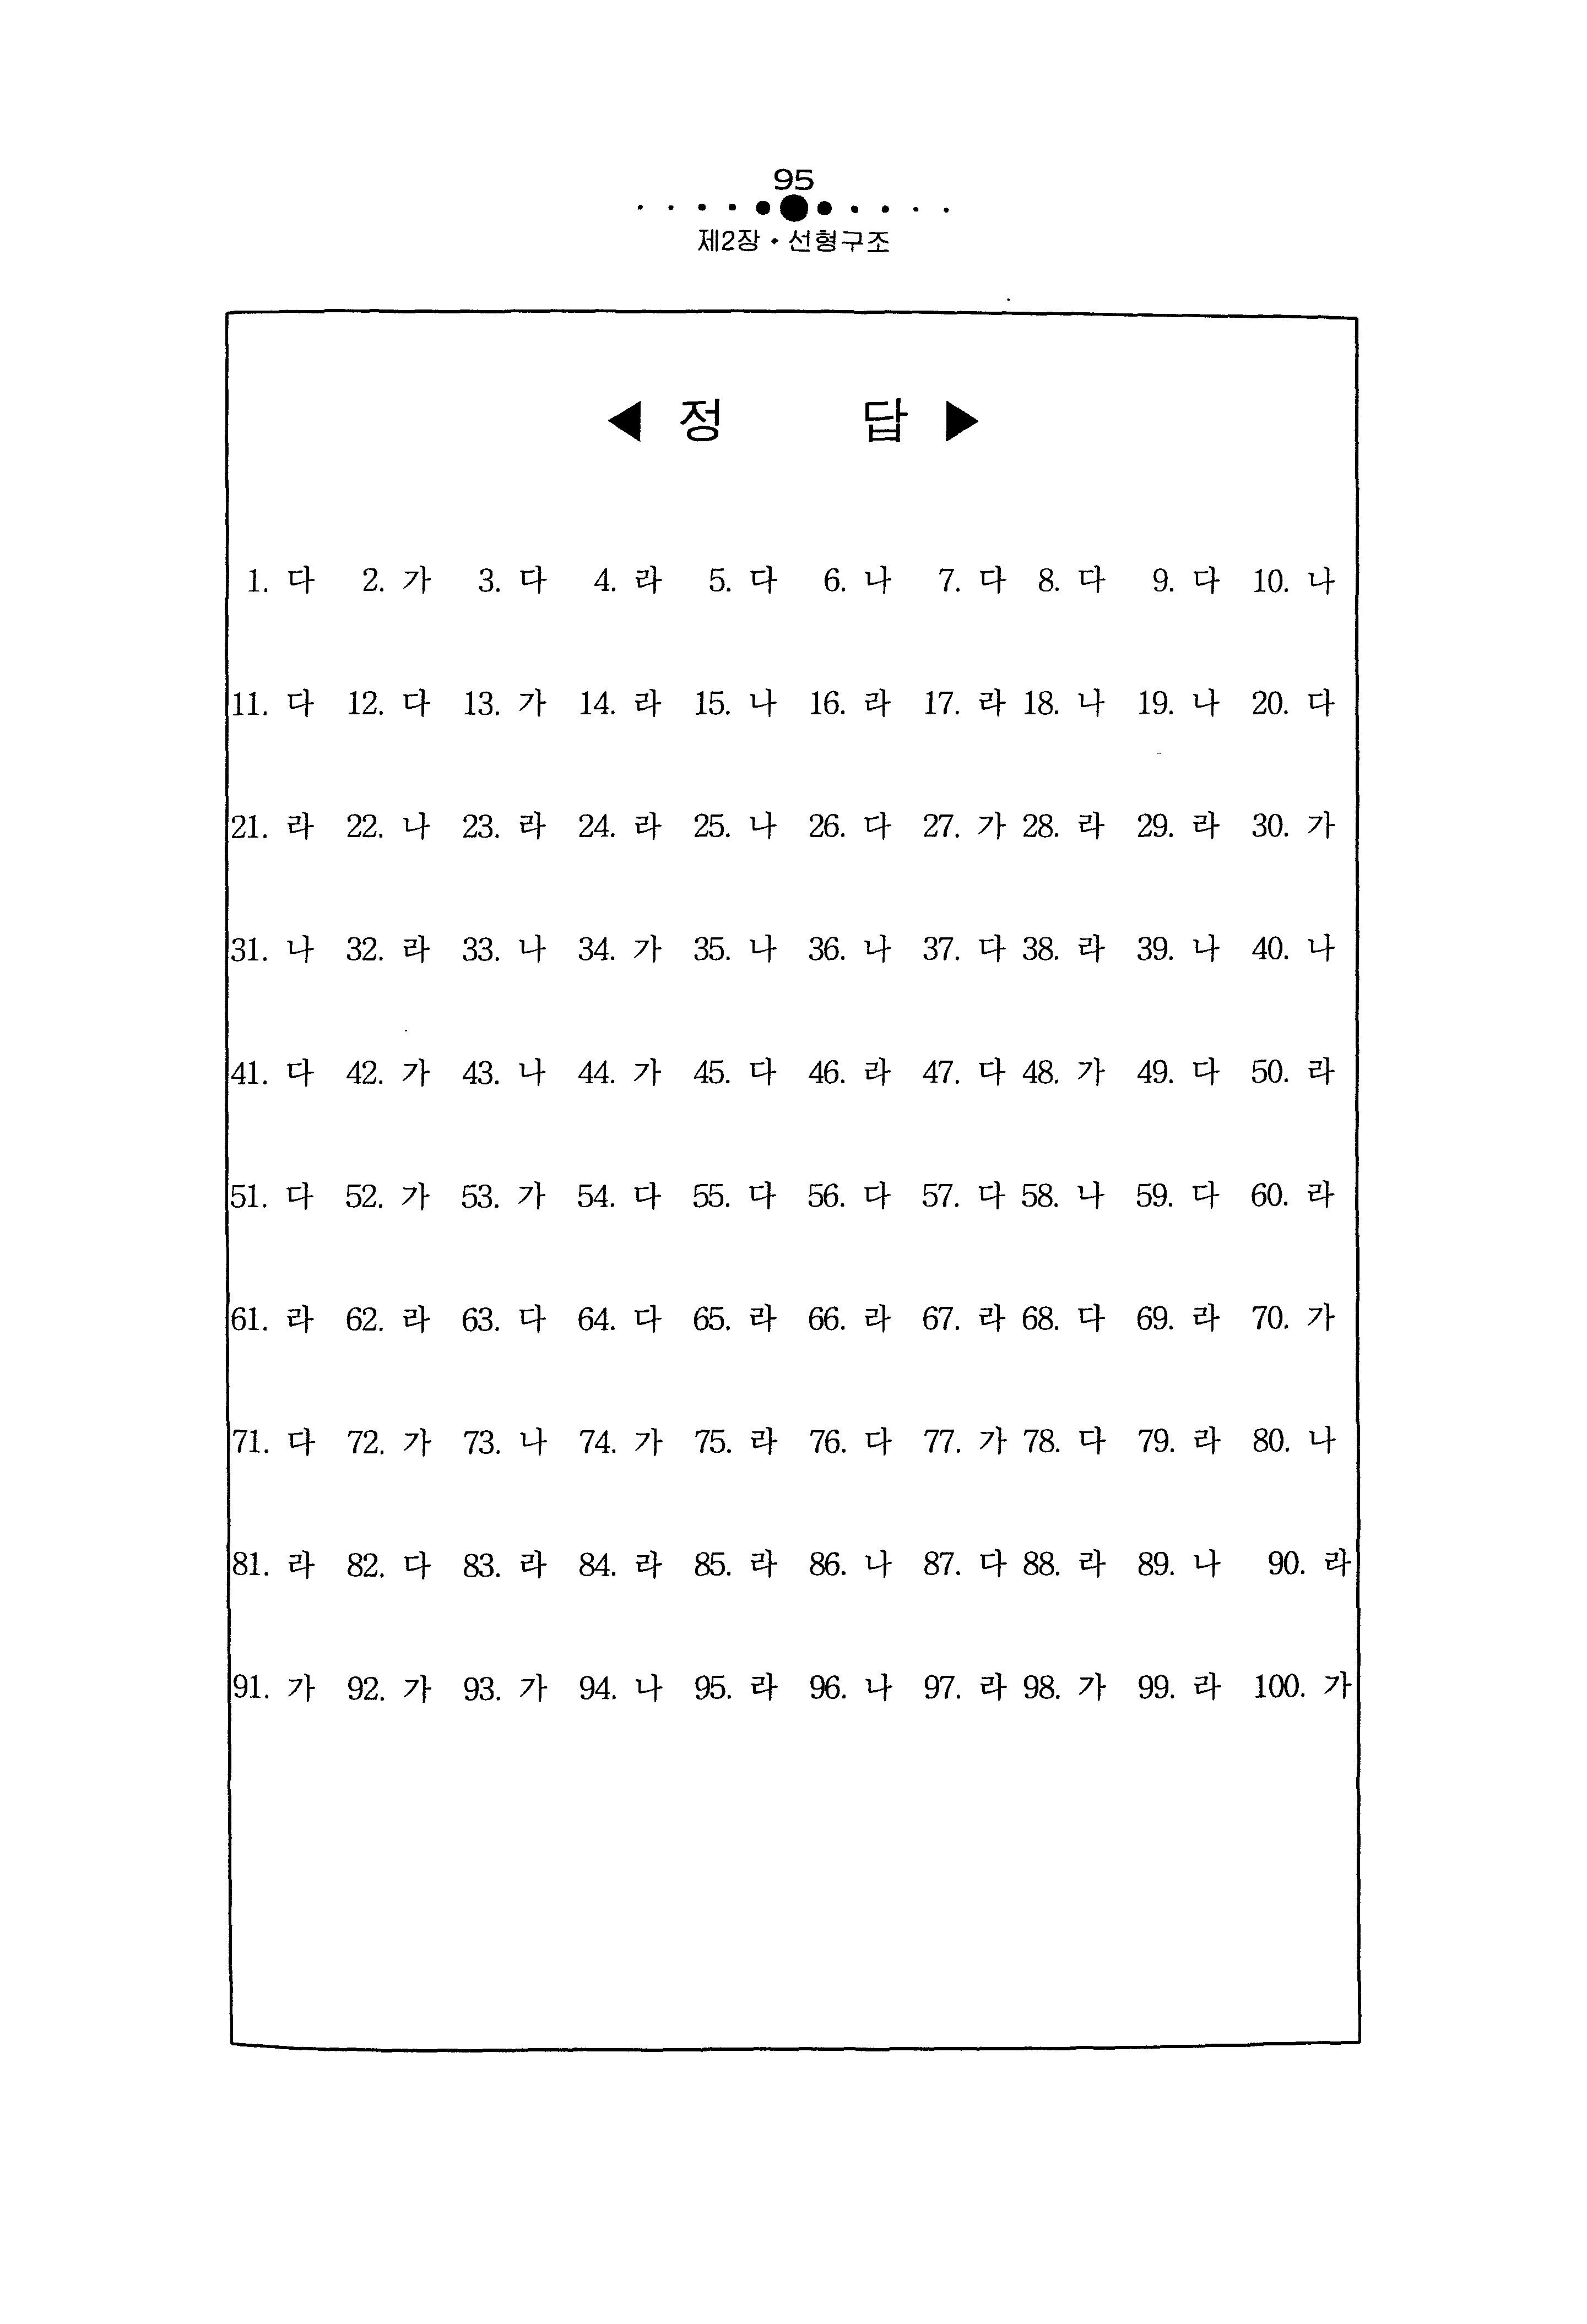 95
제2장 • 선형구조
◀ 정 답 ▶
1. 다 2. 가 3. 다 4. 라 5. 다 6. 나 7. 다 8. 다 9. 다 10. 나
11. 다 12. 다 13. 가 14. 라 15. 나 16. 라 17. 라 18. 나 19. 나 20. 다
21. 라 22. 나 23. 라 24. 라 25. 나 26. 다 27. 가 28. 라 29. 라 30. 가
31. 나 32. 라 33. 나 34. 가 35. 나 36. 나 37. 다 38. 라 39. 나 40. 나
41. 다 42. 가 43. 나 44. 가 45. 다 46. 라 47. 다 48. 가 49. 다 50. 라
51. 다 52. 가 53. 가 54. 다 55. 다 56. 다 57. 다 58. 나 59. 다 60. 라
61. 라 62. 라 63. 다 64. 다 65. 라 66. 라 67. 라 68. 다 69. 라 70. 가
71. 다 72. 가 73. 나 74. 가 75. 라 76. 다 77. 가 78. 다 79. 라 80. 나
81. 라 82. 다 83. 라 84. 라 85. 라 86. 나 87. 다 88. 라 89. 나 90. 라
91. 가 92. 가 93. 가 94. 나 95. 라 96. 나 97. 라 98. 가 99. 라 100. 가